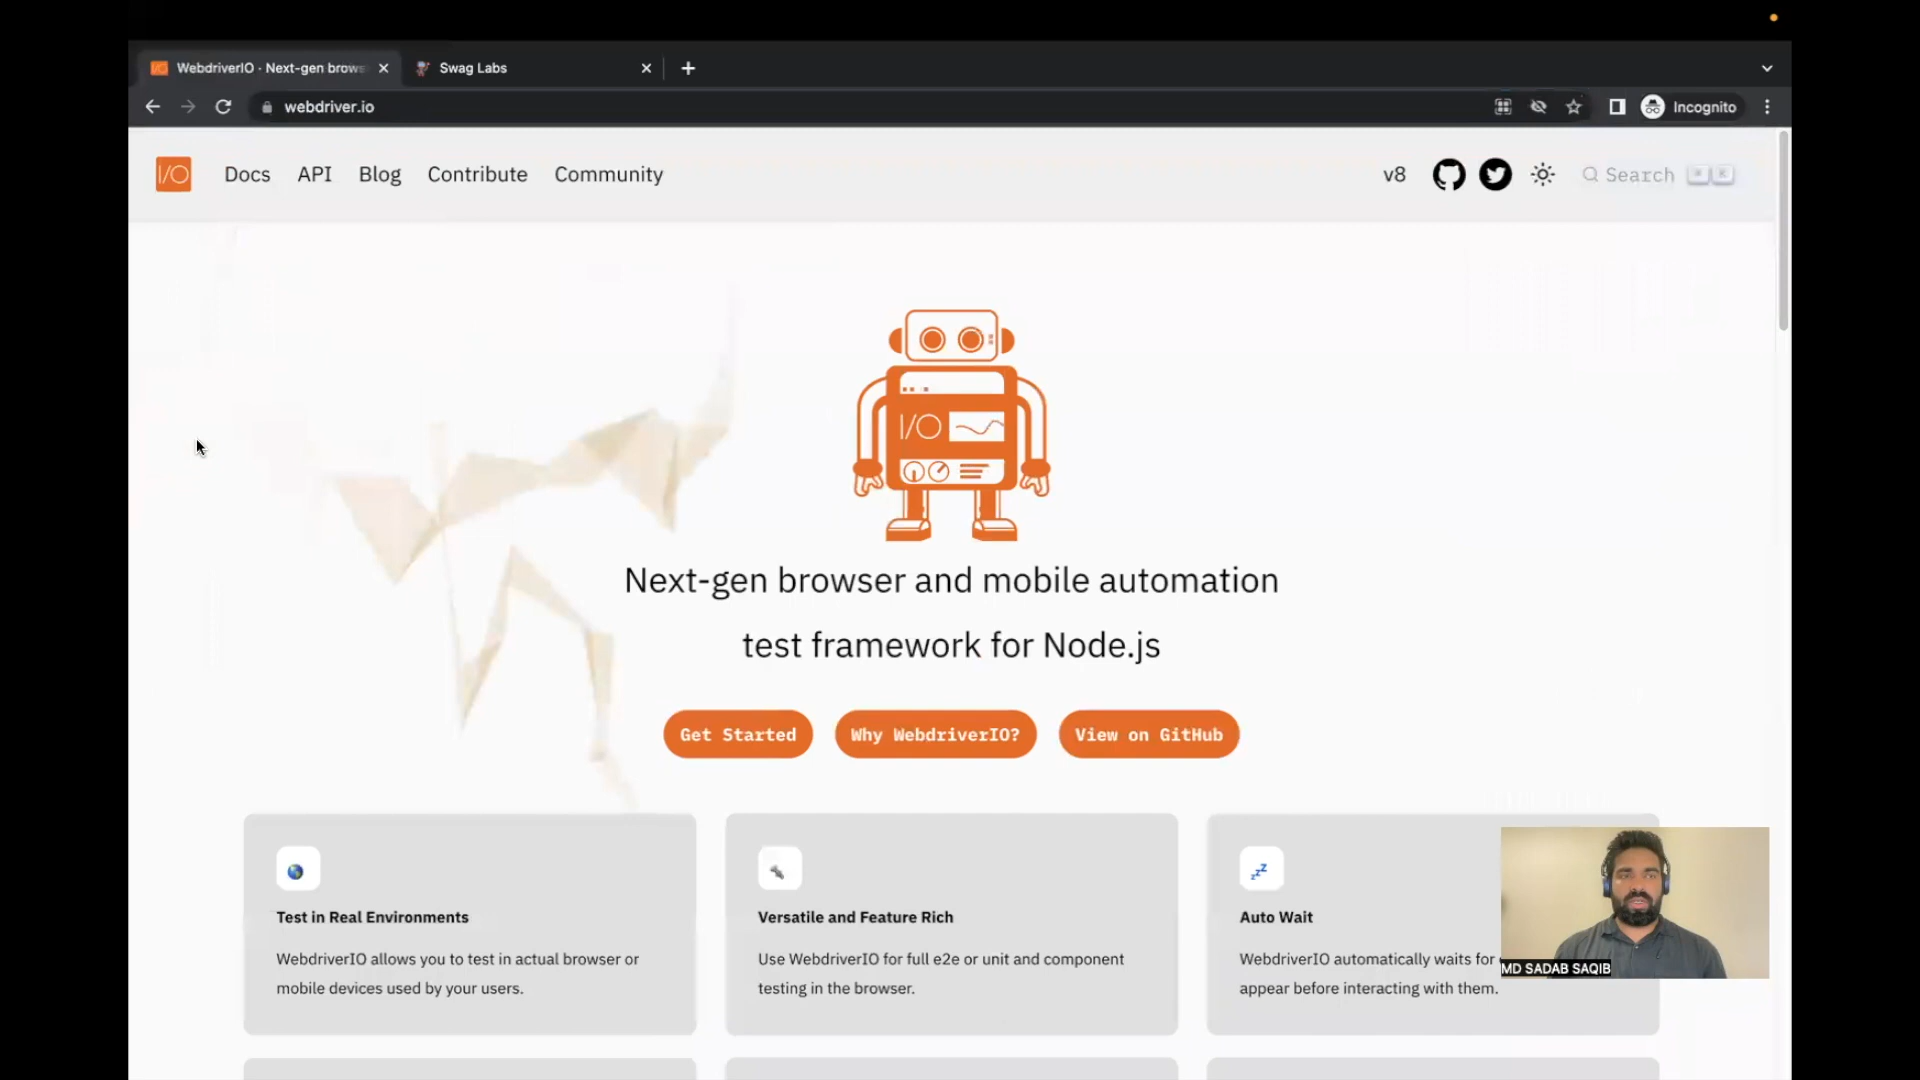 WebdriverIO · Next-gen brows
Swag Labs
webdriver.io
Incognito
I/O
Docs
API
Blog
Contribute
Community
v8
Search
I/O
Next-gen browser and mobile automation
test framework for Node.js
Get Started
Why WebdriverIO?
View on GitHub
Test in Real Environments
WebdriverIO allows you to test in actual browser or
mobile devices used by your users.
Versatile and Feature Rich
Use WebdriverIO for full e2e or unit and component
testing in the browser.
zzz
Auto Wait
WebdriverIO automatically waits for
appear before interacting with them.
MD SADAB SAQIB